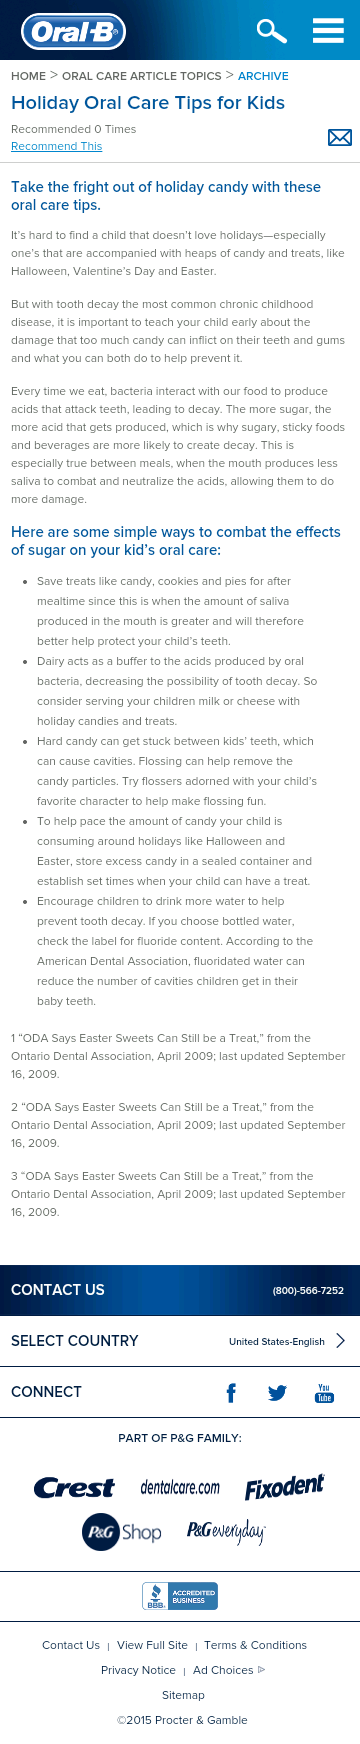 Oral-B
HOME > ORAL CARE ARTICLE TOPICS > ARCHIVE
Holiday Oral Care Tips for Kids
Recommended 0 Times
Recommend This
Take the fright out of holiday candy with these
oral care tips.
It's hard to find a child that doesn't love holidays—especially
one's that are accompanied with heaps of candy and treats, like
Halloween, Valentine's Day and Easter.
But with tooth decay the most common chronic childhood
disease, it is important to teach your child early about the
damage that too much candy can inflict on their teeth and gums
and what you can both do to help prevent it.
Every time we eat, bacteria interact with our food to produce
acids that attack teeth, leading to decay. The more sugar, the
more acid that gets produced, which is why sugary, sticky foods
and beverages are more likely to create decay. This is
especially true between meals, when the mouth produces less
saliva to combat and neutralize the acids, allowing them to do
more damage.
Here are some simple ways to combat the effects
of sugar on your kid's oral care:
• Save treats like candy, cookies and pies for after
mealtime since this is when the amount of saliva
produced in the mouth is greater and will therefore
better help protect your child's teeth.
• Dairy acts as a buffer to the acids produced by oral
bacteria, decreasing the possibility of tooth decay. So
consider serving your children milk or cheese with
holiday candies and treats.
• Hard candy can get stuck between kids' teeth, which
can cause cavities. Flossing can help remove the
candy particles. Try flossers adorned with your child's
favorite character to help make flossing fun.
• To help pace the amount of candy your child is
consuming around holidays like Halloween and
Easter, store excess candy in a sealed container and
establish set times when your child can have a treat.
• Encourage children to drink more water to help
prevent tooth decay. If you choose bottled water,
check the label for fluoride content. According to the
American Dental Association, fluoridated water can
reduce the number of cavities children get in their
baby teeth.
1 “ODA Says Easter Sweets Can Still be a Treat,” from the
Ontario Dental Association, April 2009; last updated September
16, 2009.
2 “ODA Says Easter Sweets Can Still be a Treat,” from the
Ontario Dental Association, April 2009; last updated September
16, 2009.
3 “ODA Says Easter Sweets Can Still be a Treat,” from the
Ontario Dental Association, April 2009; last updated September
16, 2009.
CONTACT US (800)-566-7252
SELECT COUNTRY United States-English
CONNECT f You Tube
PART OF P&G FAMILY:
Crest dentalcare.com Fixodent
P&G Shop P&G everyday
BBB. ACCREDITED BUSINESS
Contact Us | View Full Site | Terms & Conditions
Privacy Notice | Ad Choices
Sitemap
©2015 Procter & Gamble